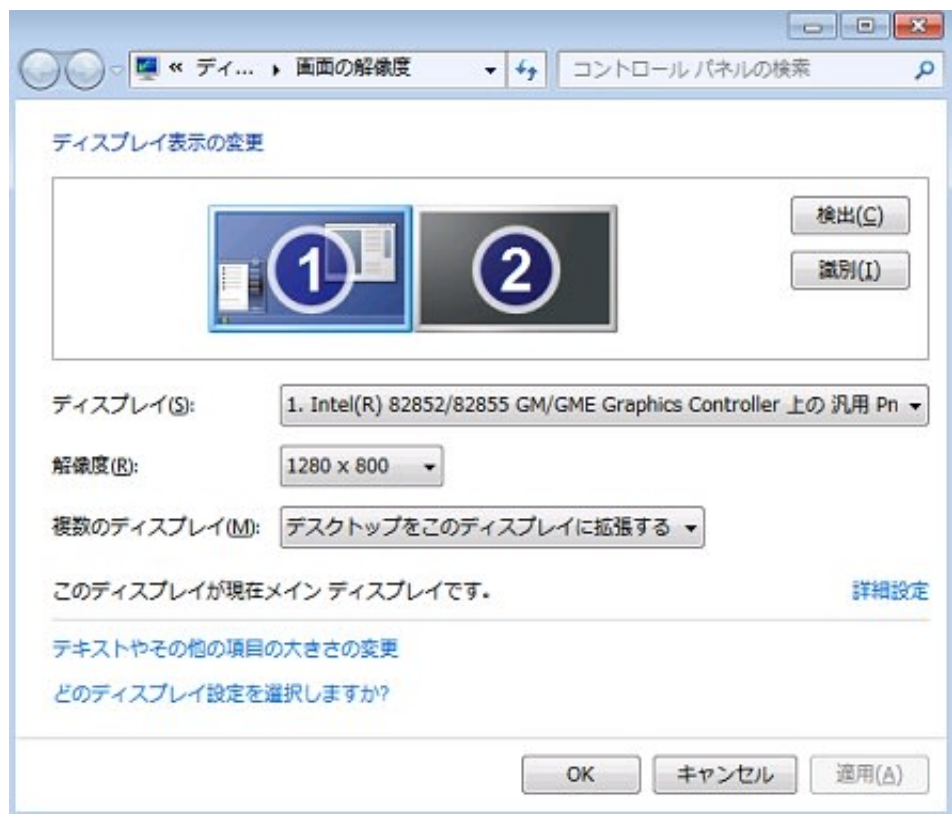 « ディ... ▸ 画面の解像度 コントロール パネルの検索
ディスプレイ表示の変更
1 2
検出(C)
識別(I)
ディスプレイ(S): 1. Intel(R) 82852/82855 GM/GME Graphics Controller 上の 汎用 Pn
解像度(R): 1280 x 800
複数のディスプレイ(M): デスクトップをこのディスプレイに拡張する
このディスプレイが現在メイン ディスプレイです。 詳細設定
テキストやその他の項目の大きさの変更
どのディスプレイ設定を選択しますか?
OK キャンセル 適用(A)